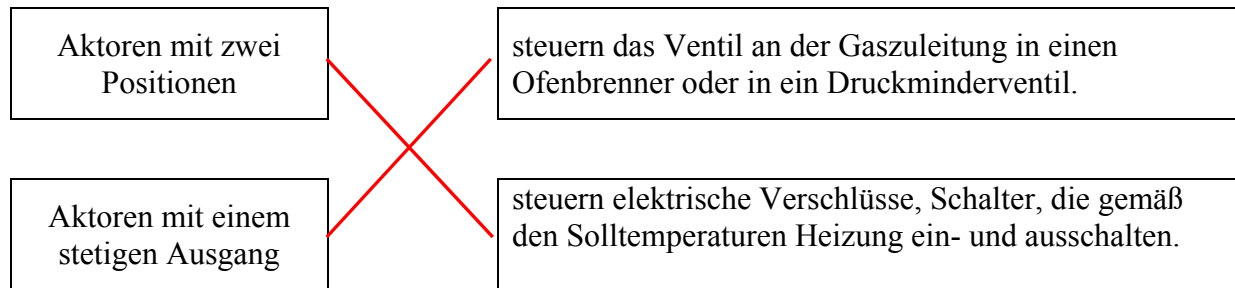 Aktoren mit zwei
Positionen
steuern das Ventil an der Gaszuleitung in einen
Ofenbrenner oder in ein Druckminderventil.
Aktoren mit einem
stetigen Ausgang
steuern elektrische Verschlüsse, Schalter, die gemäß
den Solltemperaturen Heizung ein- und ausschalten.